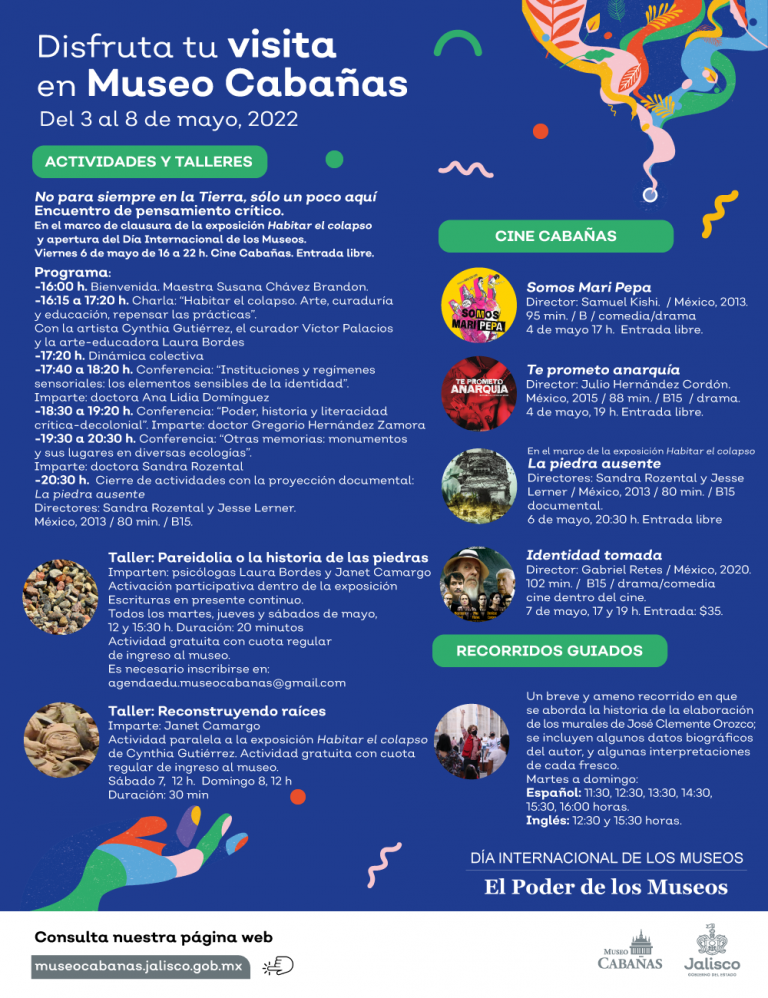 Disfruta tu visita
en Museo Cabañas
Del 3 al 8 de mayo, 2022
ACTIVIDADES Y TALLERES
No para siempre en la Tierra, sólo un poco aquí
Encuentro de pensamiento crítico.
En el marco de clausura de la exposición Habitar el colapso
y apertura del Día Internacional de los Museos.
Viernes 6 de mayo de 16 a 22 h. Cine Cabañas. Entrada libre.
Programa:
-16:00 h. Bienvenida. Maestra Susana Chávez Brandon.
-16:15 a 17:20 h. Charla: “Habitar el colapso. Arte, curaduría
y educación, repensar las prácticas”.
Con la artista Cynthia Gutiérrez, el curador Víctor Palacios
y la arte-educadora Laura Bordes
-17:20 h. Dinámica colectiva
-17:40 a 18:20 h. Conferencia: “Instituciones y regímenes
sensoriales: los elementos sensibles de la identidad”.
Imparte: doctora Ana Lidia Domínguez
-18:30 a 19:20 h. Conferencia: “Poder, historia y literacidad
crítica-decolonial”. Imparte: doctor Gregorio Hernández Zamora
-19:30 a 20:30 h. Conferencia: “Otras memorias: monumentos
y sus lugares en diversas ecologías”.
Imparte: doctora Sandra Rozental
-20:30 h. Cierre de actividades con la proyección documental:
La piedra ausente
Directores: Sandra Rozental y Jesse Lerner.
México, 2013 / 80 min. / B15.
Taller: Pareidolia o la historia de las piedras
Imparten: psicólogas Laura Bordes y Janet Camargo
Activación participativa dentro de la exposición
Escrituras en presente continuo.
Todos los martes, jueves y sábados de mayo,
12 y 15:30 h. Duración: 20 minutos
Actividad gratuita con cuota regular
de ingreso al museo.
Es necesario inscribirse en:
agendaedu.museocabanas@gmail.com
Taller: Reconstruyendo raíces
Imparte: Janet Camargo
Actividad paralela a la exposición Habitar el colapso
de Cynthia Gutiérrez. Actividad gratuita con cuota
regular de ingreso al museo.
Sábado 7, 12 h. Domingo 8, 12 h
Duración: 30 min
CINE CABAÑAS
SOMOS
MARI PEPA
Somos Mari Pepa
Director: Samuel Kishi. / México, 2013.
95 min. / B / comedia/drama
4 de mayo 17 h. Entrada libre.
TE PROMETO
ANARQUIA
Te prometo anarquía
Director: Julio Hernández Cordón.
México, 2015 / 88 min. / B15 / drama.
4 de mayo, 19 h. Entrada libre.
En el marco de la exposición Habitar el colapso
La piedra ausente
Directores: Sandra Rozental y Jesse
Lerner / México, 2013 / 80 min. / B15
documental.
6 de mayo, 20:30 h. Entrada libre
Identidad tomada
Director: Gabriel Retes / México, 2020.
102 min. / B15 / drama/comedia
cine dentro del cine.
7 de mayo, 17 y 19 h. Entrada: $35.
RECORRIDOS GUIADOS
Un breve y ameno recorrido en que
se aborda la historia de la elaboración
de los murales de José Clemente Orozco;
se incluyen algunos datos biográficos
del autor, y algunas interpretaciones
de cada fresco.
Martes a domingo:
Español: 11:30, 12:30, 13:30, 14:30,
15:30, 16:00 horas.
Inglés: 12:30 y 15:30 horas.
DÍA INTERNACIONAL DE LOS MUSEOS
El Poder de los Museos
Consulta nuestra página web
museocabanas.jalisco.gob.mx
MUSEO
CABAÑAS
Jalisco
GOBIERNO DEL ESTADO